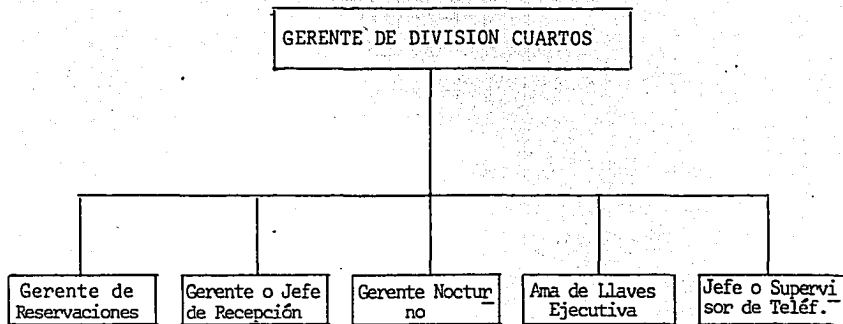 GERENTE DE DIVISION CUARTOS
Gerente de
Reservaciones
Gerente o Jefe
de Recepción
Gerente Noctur
no
Ama de Llaves
Ejecutiva
Jefe o Supervi
sor de Teléf.